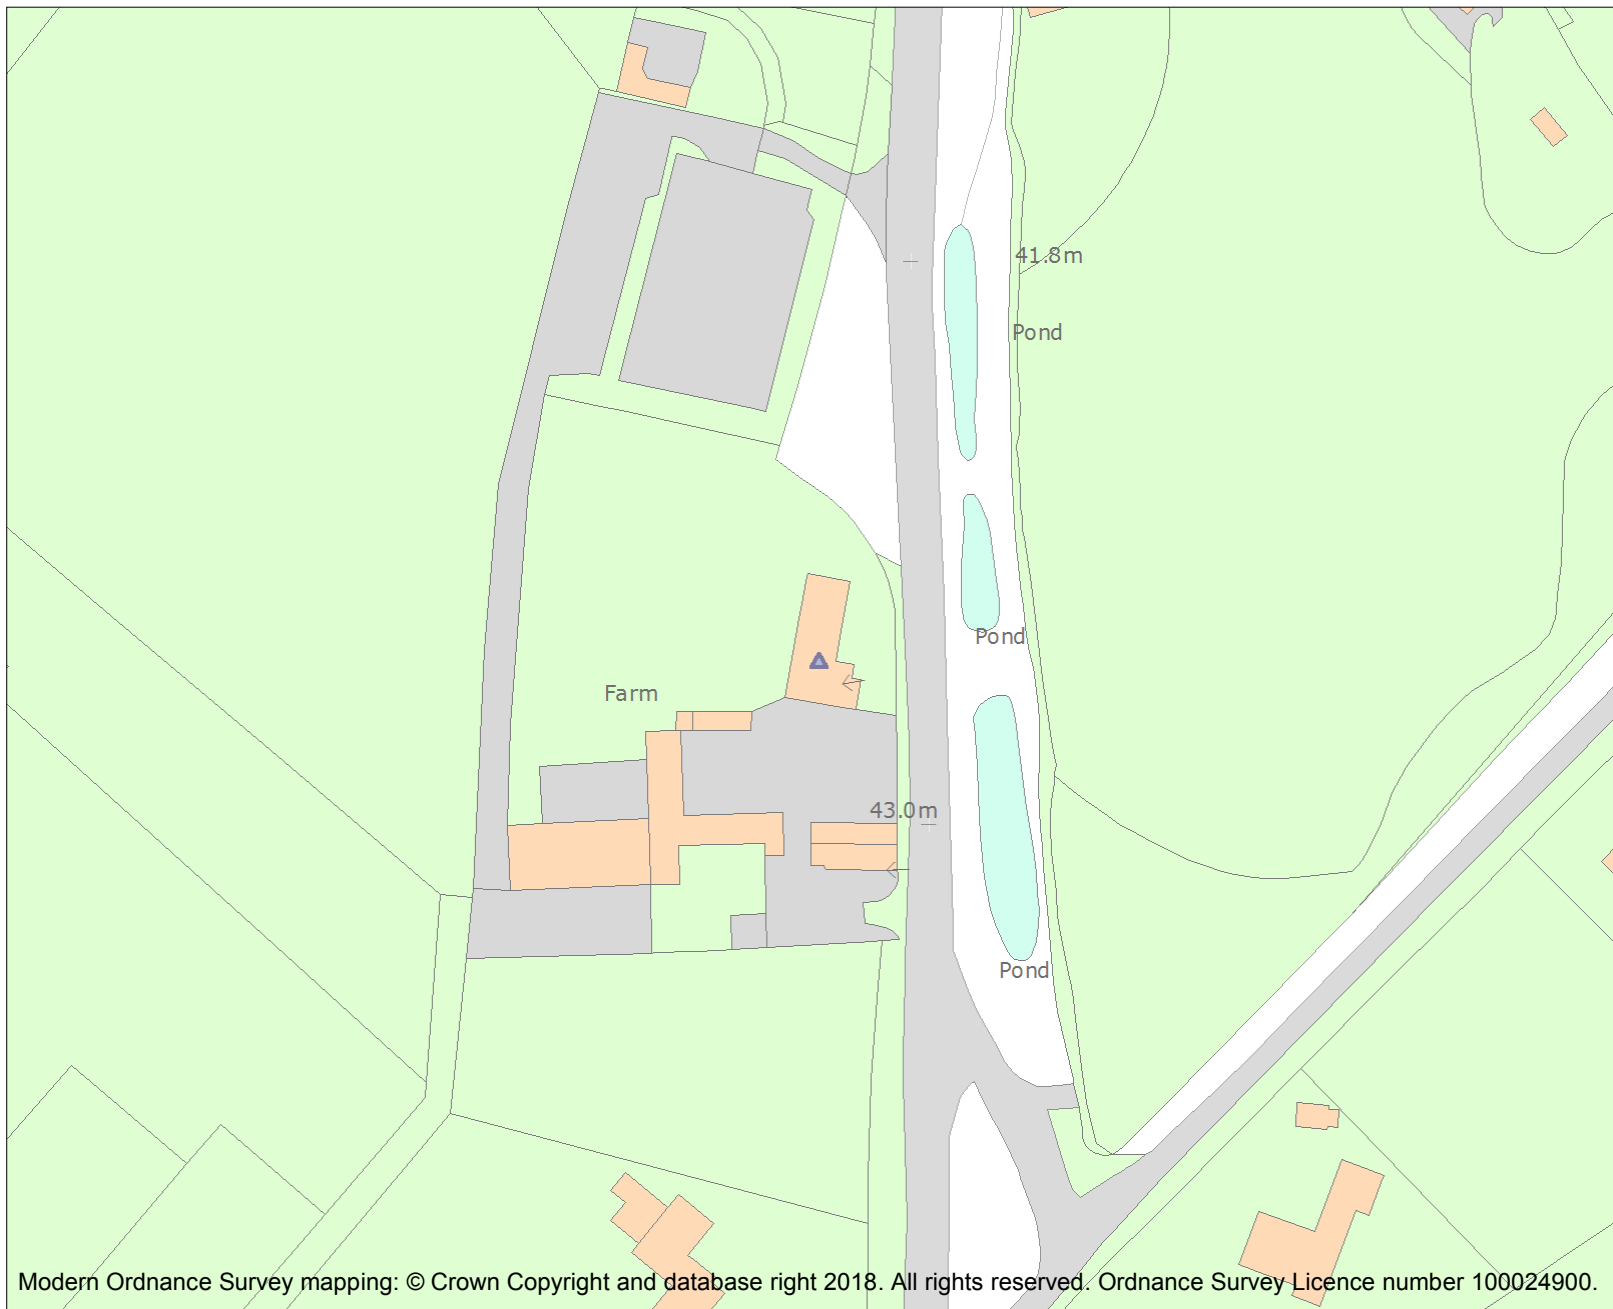 41.8m
Pond
Pond
Farm
43.0m
Pond
Modern Ordnance Survey mapping: © Crown Copyright and database right 2018. All rights reserved. Ordnance Survey Licence number 100024900.